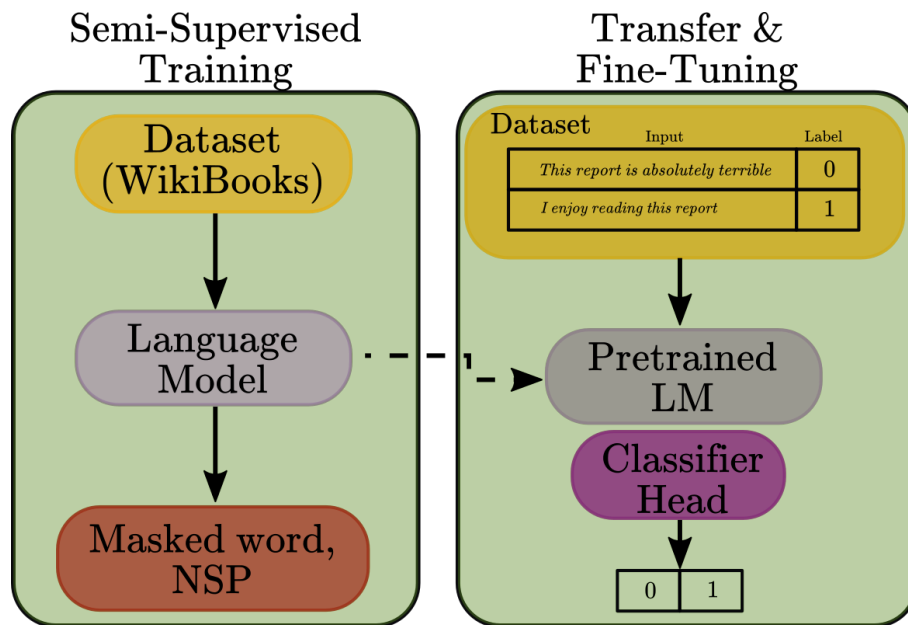 Semi-Supervised
Training
Dataset
(WikiBooks)
Language
Model
Masked word,
NSP
Transfer &
Fine-Tuning
Dataset
Input Label
This report is absolutely terrible 0
I enjoy reading this report 1
Pretrained
LM
Classifier
Head
0 1